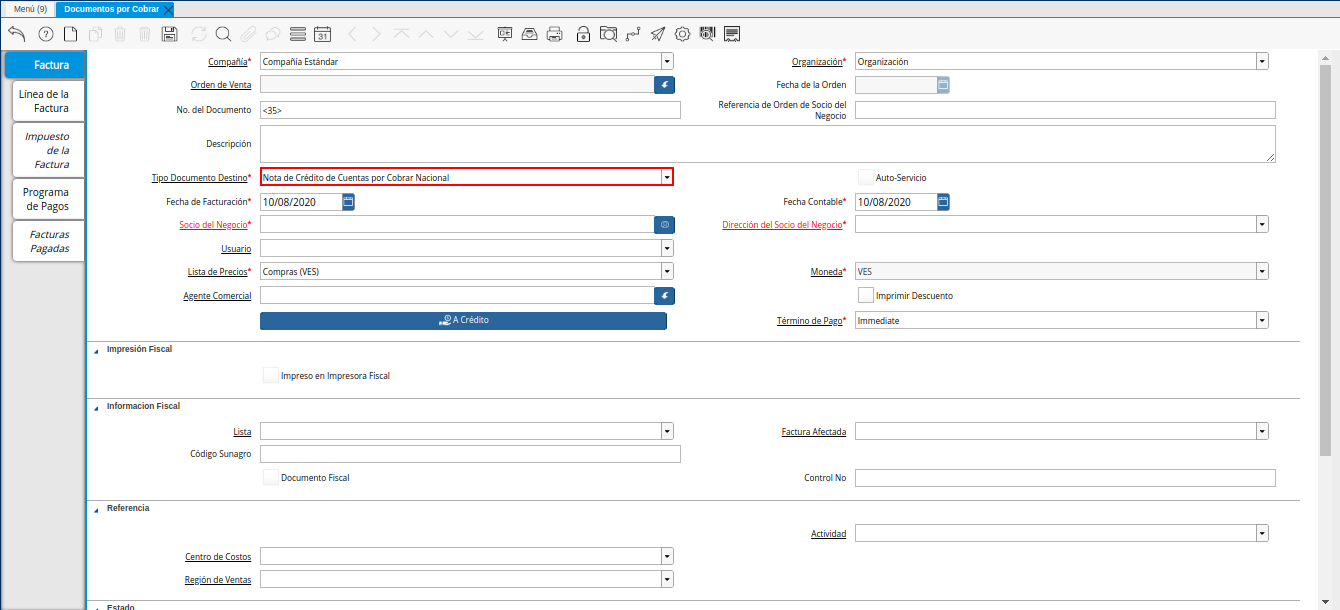 Menú (9) Documentos por Cobrar
31
Factura
Línea de la
Factura
Impuesto
de la
Factura
Programa
de Pagos
Facturas
Pagadas
Compañía* Compañía Estándar Organización* Organización
Orden de Venta Fecha de la Orden
No. del Documento <35> Referencia de Orden de Socio del
Negocio
Descripción
Tipo Documento Destino* Nota de Crédito de Cuentas por Cobrar Nacional Auto-Servicio
Fecha de Facturación* 10/08/2020 Fecha Contable* 10/08/2020
Socio del Negocio* Dirección del Socio del Negocio*
Usuario
Lista de Precios* Compras (VES) Moneda* VES
Agente Comercial Imprimir Descuento
A Crédito Término de Pago* Immediate
Impresión Fiscal
Impreso en Impresora Fiscal
Informacion Fiscal
Lista Factura Afectada
Código Sunagro
Documento Fiscal Control No
Referencia
Actividad
Centro de Costos
Región de Ventas
Estado